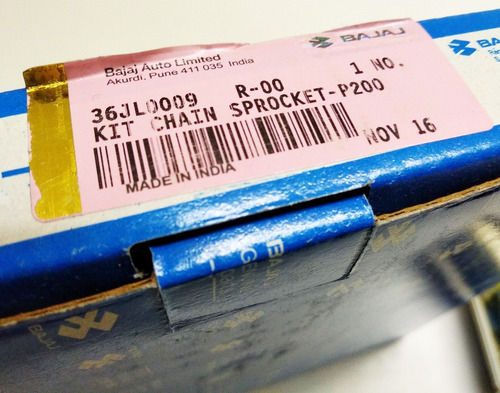 Bajaj Auto Limited
Akurdi, Pune 411 035 India
BAJAJ
36JL0009 R-00 1 NO.
KIT CHAIN SPROCKET-P200
NOV 16
MADE IN INDIA
BAJAJ